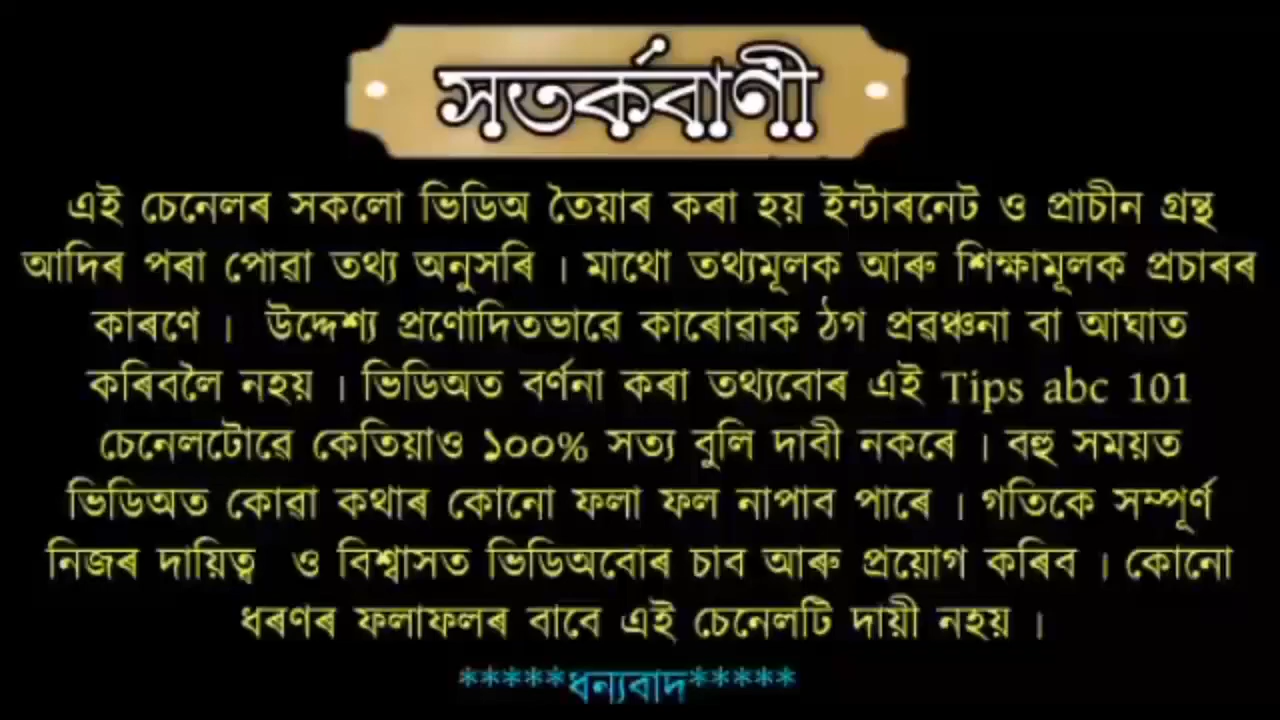 সতৰ্কবাণী
এই চেনেলৰ সকলো ভিডিঅ তৈয়াৰ কৰা হয় ইন্টাৰনেট ও প্ৰাচীন গ্ৰন্থ
আদিৰ পৰা পোৱা তথ্য অনুসৰি । মাথো তথ্যমূলক আৰু শিক্ষামূলক প্ৰচাৰৰ
কাৰণে । উদ্দেশ্য প্ৰণোদিতভাৱে কাৰোৱাক ঠগ প্ৰৱঞ্চনা বা আঘাত
কৰিবলৈ নহয় । ভিডিঅত বৰ্ণনা কৰা তথ্যবোৰ এই Tips abc 101
চেনেলটোৱে কেতিয়াও ১০০% সত্য বুলি দাবী নকৰে । বহু সময়ত
ভিডিঅত কোৱা কথাৰ কোনো ফলা ফল নাপাব পাৰে । গতিকে সম্পূৰ্ণ
নিজৰ দায়িত্ব ও বিশ্বাসত ভিডিঅবোৰ চাব আৰু প্ৰয়োগ কৰিব । কোনো
ধৰণৰ ফলাফলৰ বাবে এই চেনেলটি দায়ী নহয় ।
*****ধন্যবাদ*****